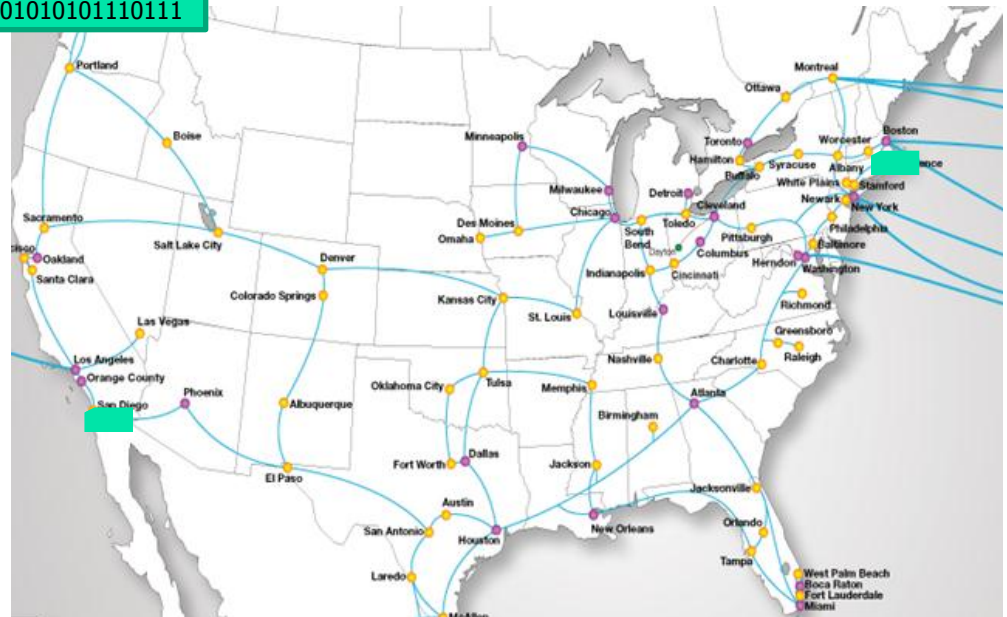 01010101110111
Portland
Montreal
Ottawa
Boise
Minneapolis
Toronto
Worcester
Boston
Hamilton
Buffalo
Syracuse
Albany
ence
Milwaukee
Detroit
White Plains
Stamford
Sacramento
Chicago
Cleveland
Newark
New York
Des Moines
Toledo
Omaha
South
Bend
Pittsburgh
Philadelphia
Salt Lake City
cisco
Oakland
Denver
Dayton
Columbus
Baltimore
Santa Clara
Indianapolis
Cincinnati
Herndon
Washington
Colorado Springs
Kansas City
Richmond
Las Vegas
St. Louis
Louisville
Greensboro
Los Angeles
Nashville
Charlotte
Raleigh
Orange County
Oklahoma City
Tulsa
Memphis
Phoenix
Atlanta
San Diego
Albuquerque
Birmingham
Fort Worth
Dallas
Jackson
El Paso
Jacksonville
Austin
San Antonio
Houston
New Orleans
Orlando
Tampa
Laredo
West Palm Beach
Boca Raton
Fort Lauderdale
Miami
McAllen